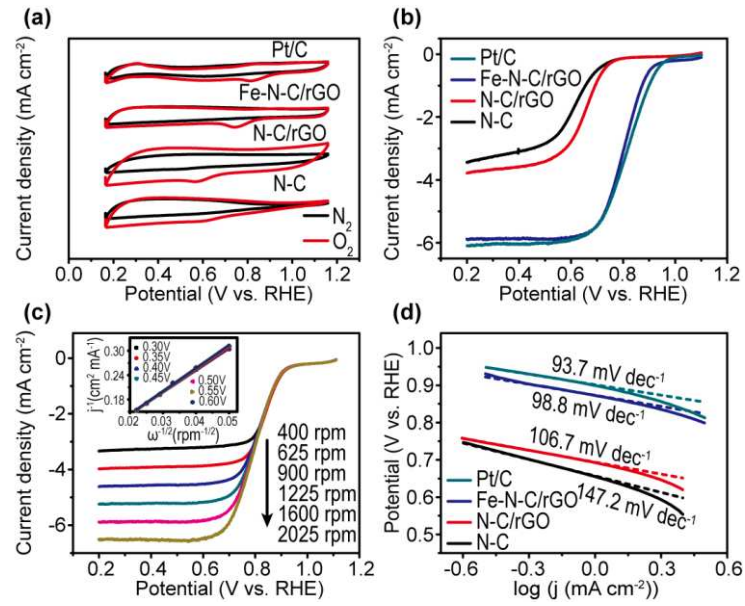 (a)
Current density (mA cm⁻²)
Pt/C
Fe-N-C/rGO
N-C/rGO
N-C
N₂
O₂
0.0 0.2 0.4 0.6 0.8 1.0 1.2
Potential (V vs. RHE)
(b)
Current density (mA cm⁻²)
0
-2
-4
-6
Pt/C
Fe-N-C/rGO
N-C/rGO
N-C
0.2 0.4 0.6 0.8 1.0
Potential (V vs. RHE)
(c)
Current density (mA cm⁻²)
0
-2
-4
-6
j⁻¹(cm² mA⁻¹)
0.30
0.24
0.18
0.30V
0.35V
0.40V
0.45V
0.50V
0.55V
0.60V
0.02 0.03 0.04 0.05
ω⁻¹/²(rpm⁻¹/²)
400 rpm
625 rpm
900 rpm
1225 rpm
1600 rpm
2025 rpm
0.2 0.4 0.6 0.8 1.0
Potential (V vs. RHE)
(d)
Potential (V vs. RHE)
1.0
0.9
0.8
0.7
0.6
0.5
93.7 mV dec⁻¹
98.8 mV dec⁻¹
106.7 mV dec⁻¹
147.2 mV dec⁻¹
Pt/C
Fe-N-C/rGO
N-C/rGO
N-C
-0.6 -0.3 0.0 0.3 0.6
log (j (mA cm⁻²))